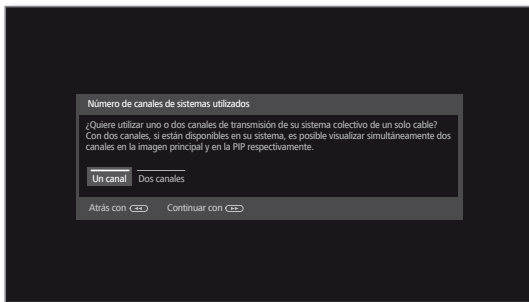 Número de canales de sistemas utilizados
¿Quiere utilizar uno o dos canales de transmisión de su sistema colectivo de un solo cable?
Con dos canales, si están disponibles en su sistema, es posible visualizar simultáneamente dos
canales en la imagen principal y en la PIP respectivamente.
Un canal Dos canales
Atrás con Continuar con